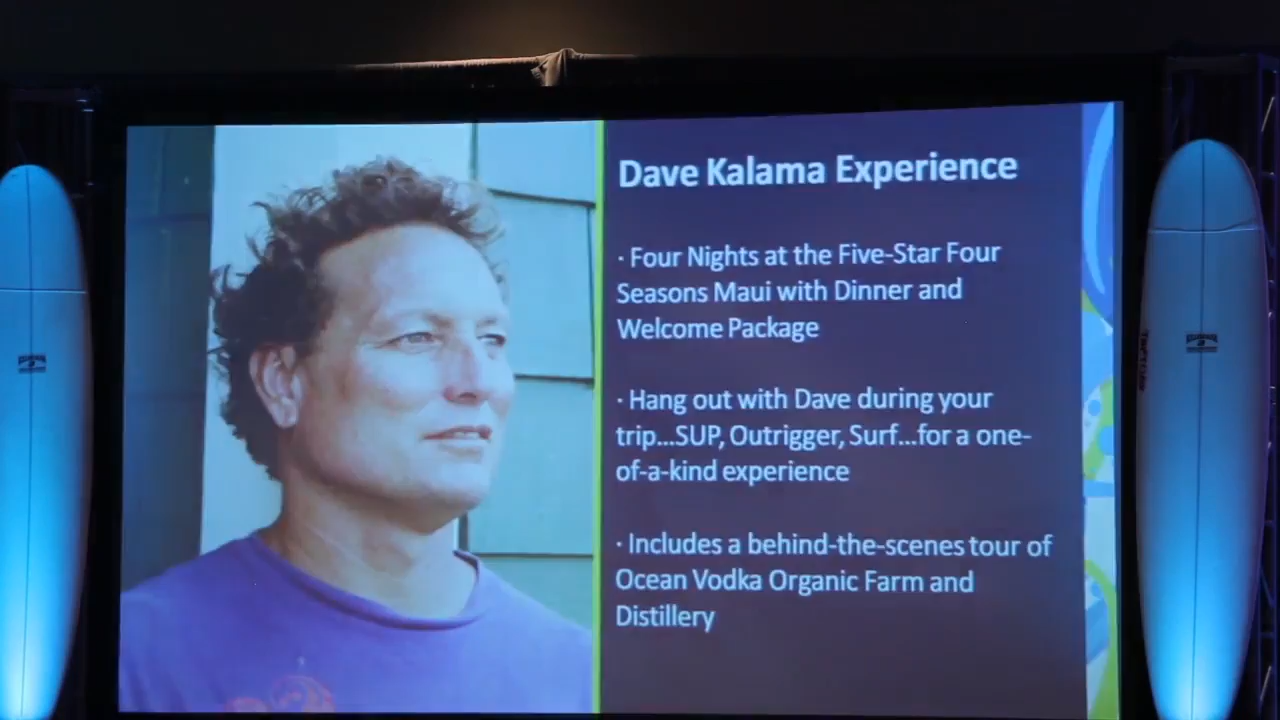 Dave Kalama Experience
· Four Nights at the Five-Star Four
Seasons Maui with Dinner and
Welcome Package
· Hang out with Dave during your
trip...SUP, Outrigger, Surf...for a one-
of-a-kind experience
· Includes a behind-the-scenes tour of
Ocean Vodka Organic Farm and
Distillery